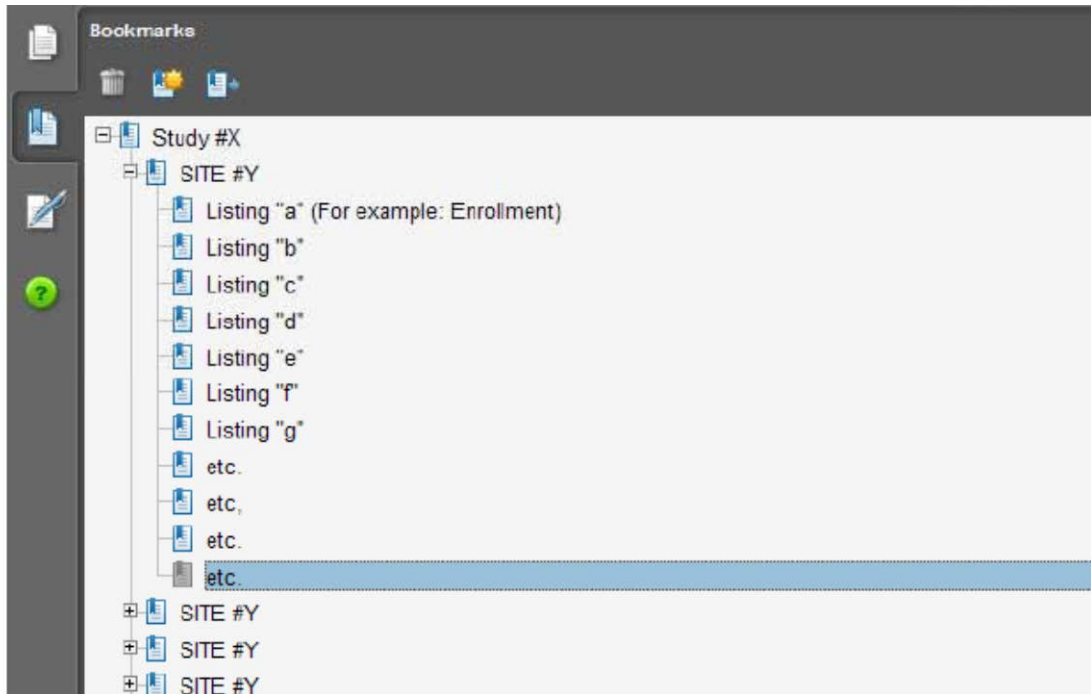 Bookmarks
Study #X
SITE #Y
Listing "a" (For example: Enrollment)
Listing "b"
Listing "c"
Listing "d"
Listing "e"
Listing "f"
Listing "g"
etc.
etc,
etc.
etc.
SITE #Y
SITE #Y
SITE #Y